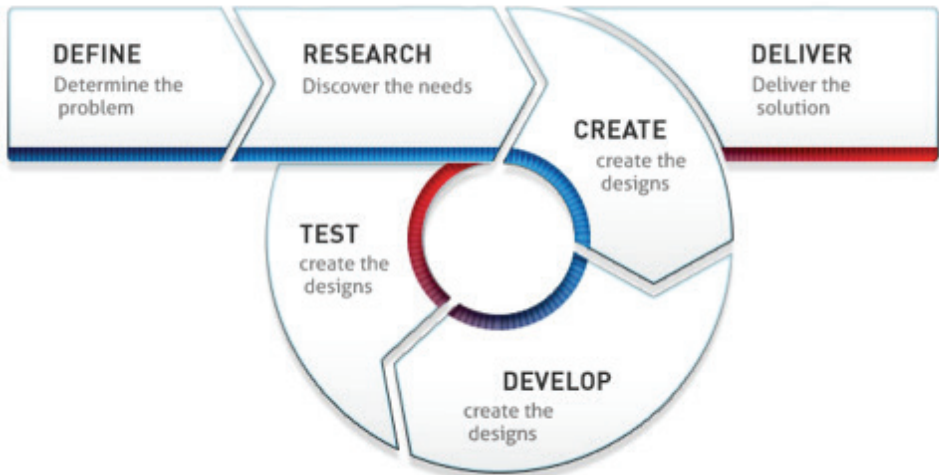 DEFINE
Determine the
problem
RESEARCH
Discover the needs
CREATE
create the
designs
DEVELOP
create the
designs
TEST
create the
designs
DELIVER
Deliver the
solution